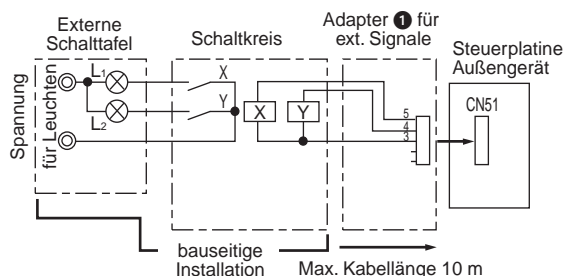 Externe
Schalttafel
Schaltkreis
Adapter ❶ für
ext. Signale
Steuerplatine
Außengerät
Spannung
für Leuchten
L1
L2
X
Y
X
Y
5
4
3
CN51
bauseitige
Installation
Max. Kabellänge 10 m